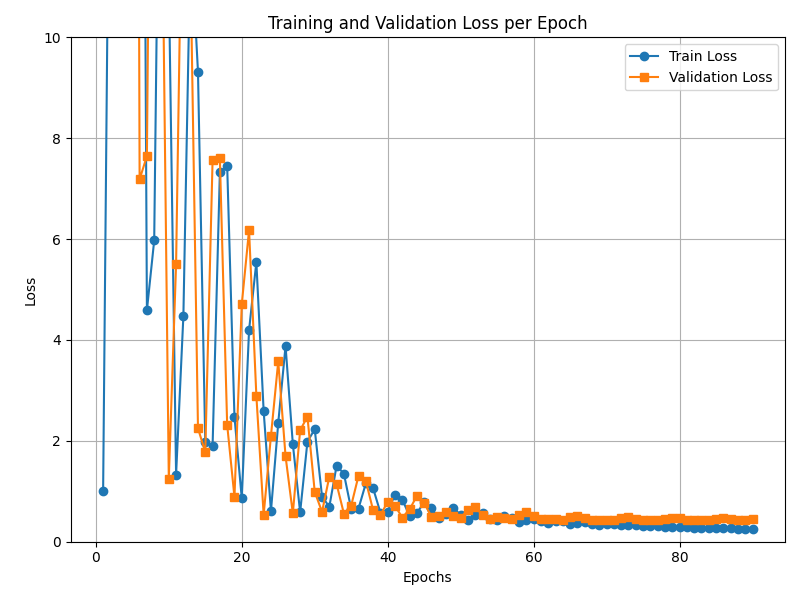 Training and Validation Loss per Epoch
Train Loss
Validation Loss
10
8
6
4
2
0
Loss
0 20 40 60 80
Epochs